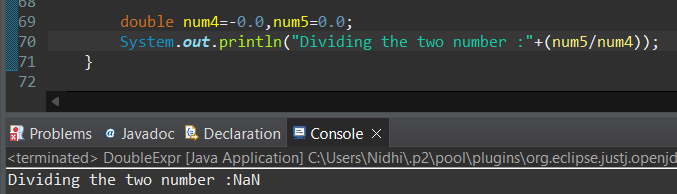 68
69 double num4=-0.0,num5=0.0;
70 System.out.println("Dividing the two number :"+(num5/num4));
71 }
72
Problems @ Javadoc Declaration Console ×
<terminated> DoubleExpr [Java Application] C:\Users\Nidhi\.p2\pool\plugins\org.eclipse.justj.openjd
Dividing the two number :NaN